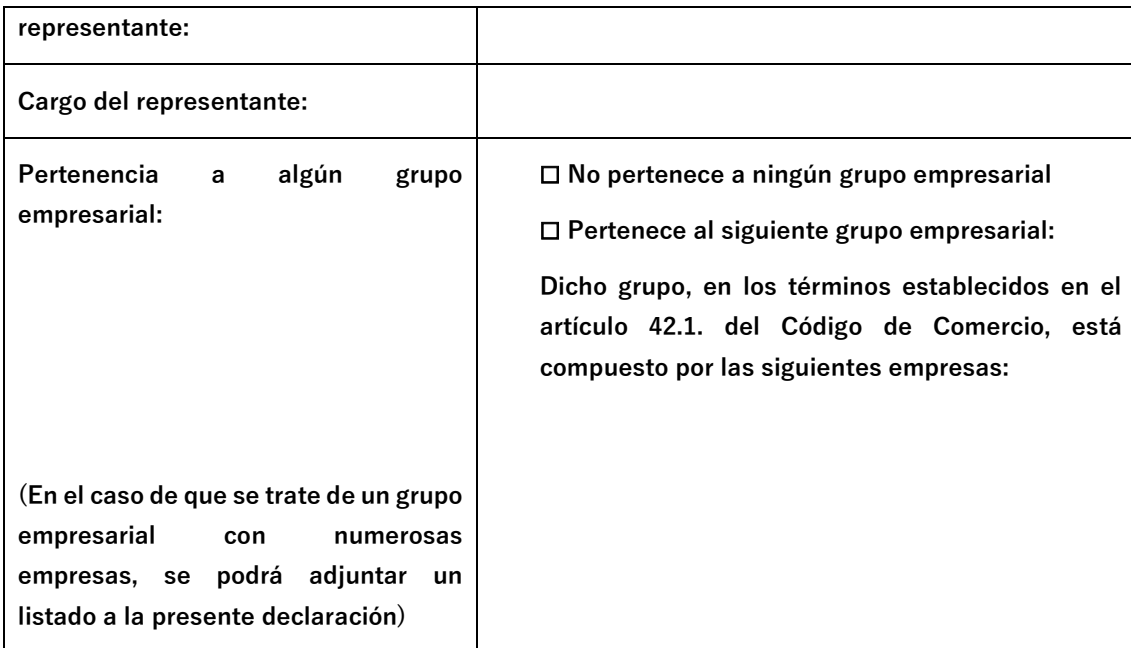 representante:
Cargo del representante:
Pertenencia a algún grupo
empresarial:
(En el caso de que se trate de un grupo
empresarial con numerosas
empresas, se podrá adjuntar un
listado a la presente declaración)
☐ No pertenece a ningún grupo empresarial
☐ Pertenece al siguiente grupo empresarial:
Dicho grupo, en los términos establecidos en el
artículo 42.1. del Código de Comercio, está
compuesto por las siguientes empresas: